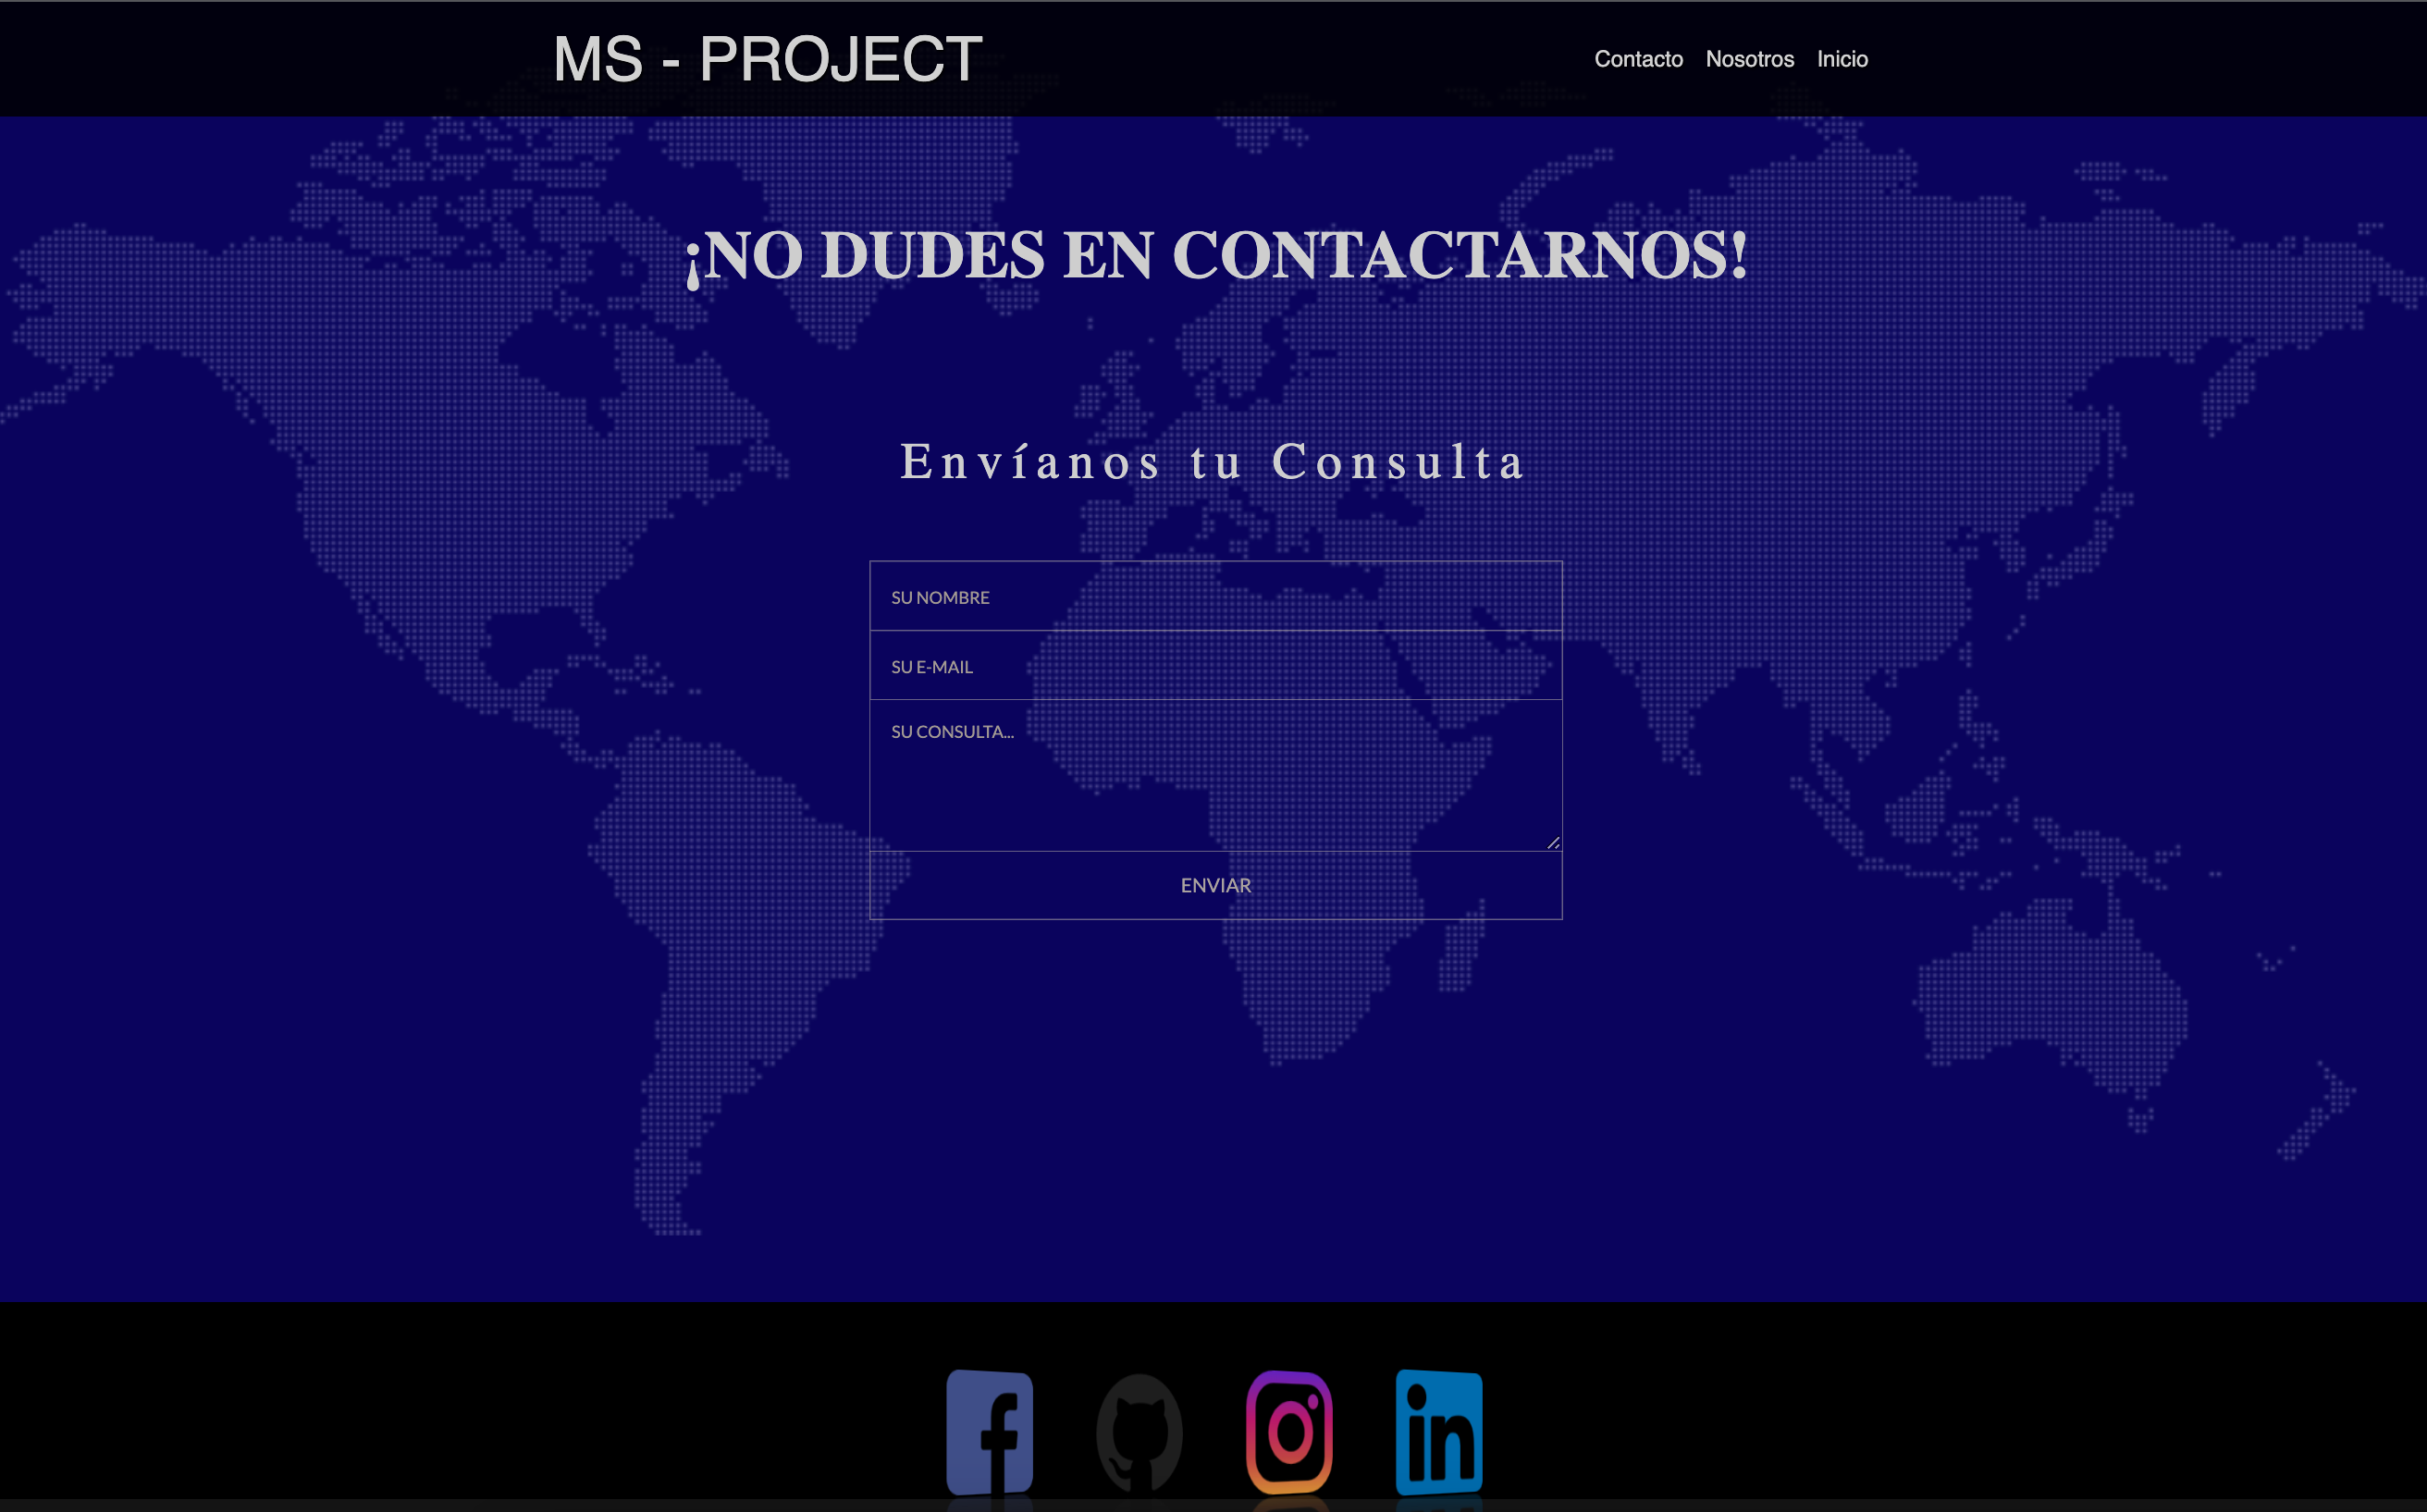 MS - PROJECT
Contacto Nosotros Inicio
¡NO DUDES EN CONTACTARNOS!
Envíanos tu Consulta
SU NOMBRE
SU E-MAIL
SU CONSULTA...
ENVIAR